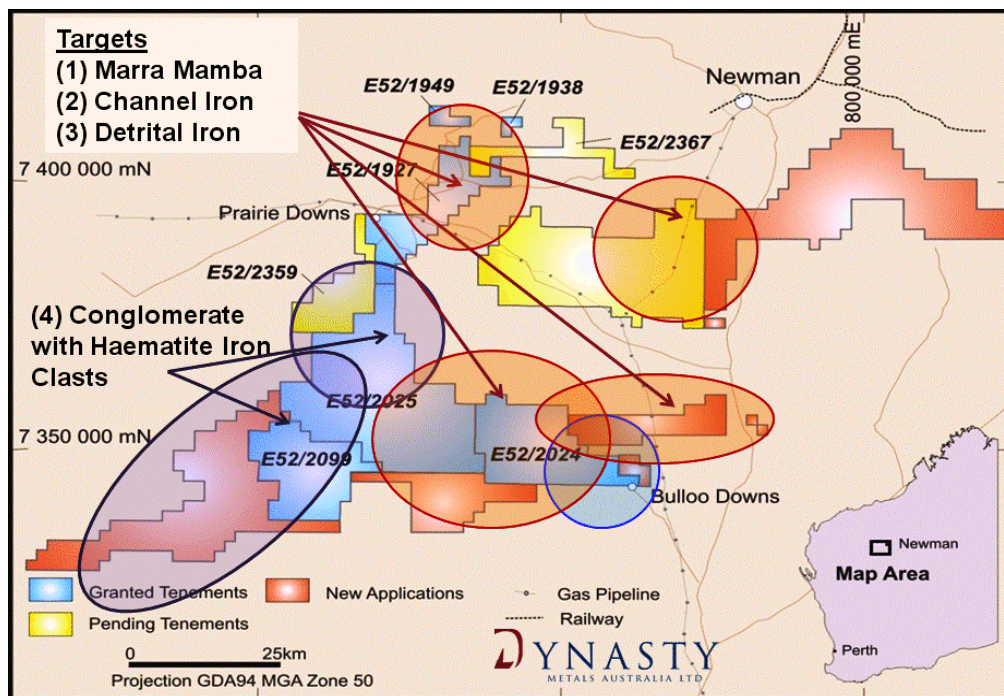 Targets
(1) Marra Mamba
(2) Channel Iron
(3) Detrital Iron
800 000 mE
Newman
E52/1949
E52/1938
E52/2367
7 400 000 mN
E52/1927
Prairie Downs
E52/2359
(4) Conglomerate
with Haematite Iron
Clasts
E52/2025
7 350 000 mN
E52/2099
E52/2024
Bulloo Downs
Newman
Map Area
Perth
Granted Tenements
New Applications
Gas Pipeline
Pending Tenements
Railway
0 25km
Projection GDA94 MGA Zone 50
DYNASTY
METALS AUSTRALIA LTD